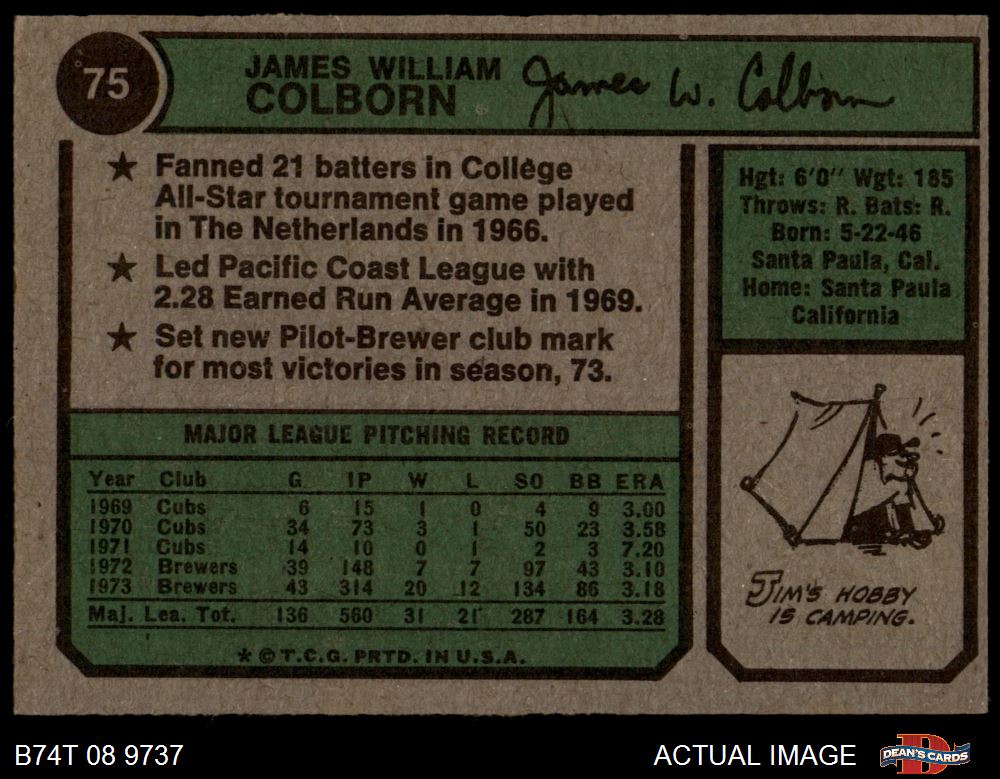 75
JAMES WILLIAM
COLBORN
James W. Colborn
★ Fanned 21 batters in College
All-Star tournament game played
in The Netherlands in 1966.
★ Led Pacific Coast League with
2.28 Earned Run Average in 1969.
★ Set new Pilot-Brewer club mark
for most victories in season, 73.
Hgt: 6'0" Wgt: 185
Throws: R. Bats: R.
Born: 5-22-46
Santa Paula, Cal.
Home: Santa Paula
California
MAJOR LEAGUE PITCHING RECORD
Year Club G IP W L SO BB ERA
1969 Cubs 6 15 1 0 4 9 3.00
1970 Cubs 34 73 3 1 50 23 3.58
1971 Cubs 14 10 0 1 2 3 7.20
1972 Brewers 39 148 7 7 97 43 3.10
1973 Brewers 43 314 20 12 134 86 3.18
Maj. Lea. Tot. 136 560 31 21 287 164 3.28
* © T.C.G. PRTD. IN U.S.A.
JIM'S HOBBY
IS CAMPING.
B74T 08 9737
ACTUAL IMAGE
DEAN'S CARDS